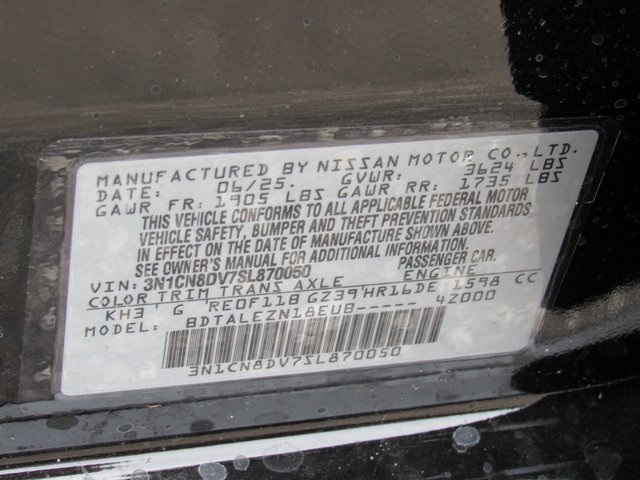 MANUFACTURED BY NISSAN MOTOR CO., LTD.
DATE: 06/25. GVWR: 3624 LBS
GAWR FR: 1905 LBS GAWR RR: 1735 LBS
THIS VEHICLE CONFORMS TO ALL APPLICABLE FEDERAL MOTOR
VEHICLE SAFETY, BUMPER AND THEFT PREVENTION STANDARDS
IN EFFECT ON THE DATE OF MANUFACTURE SHOWN ABOVE.
SEE OWNER'S MANUAL FOR ADDITIONAL INFORMATION.
VIN: 3N1CN8DV7SL870050 PASSENGER CAR.
COLOR TRIM TRANS AXLE ENGINE
KH3 G RE0F11B GZ39 HR16DE 1598 CC
MODEL: BDTALEZN18EUB----- 4Z000
3N1CN8DV7SL870050